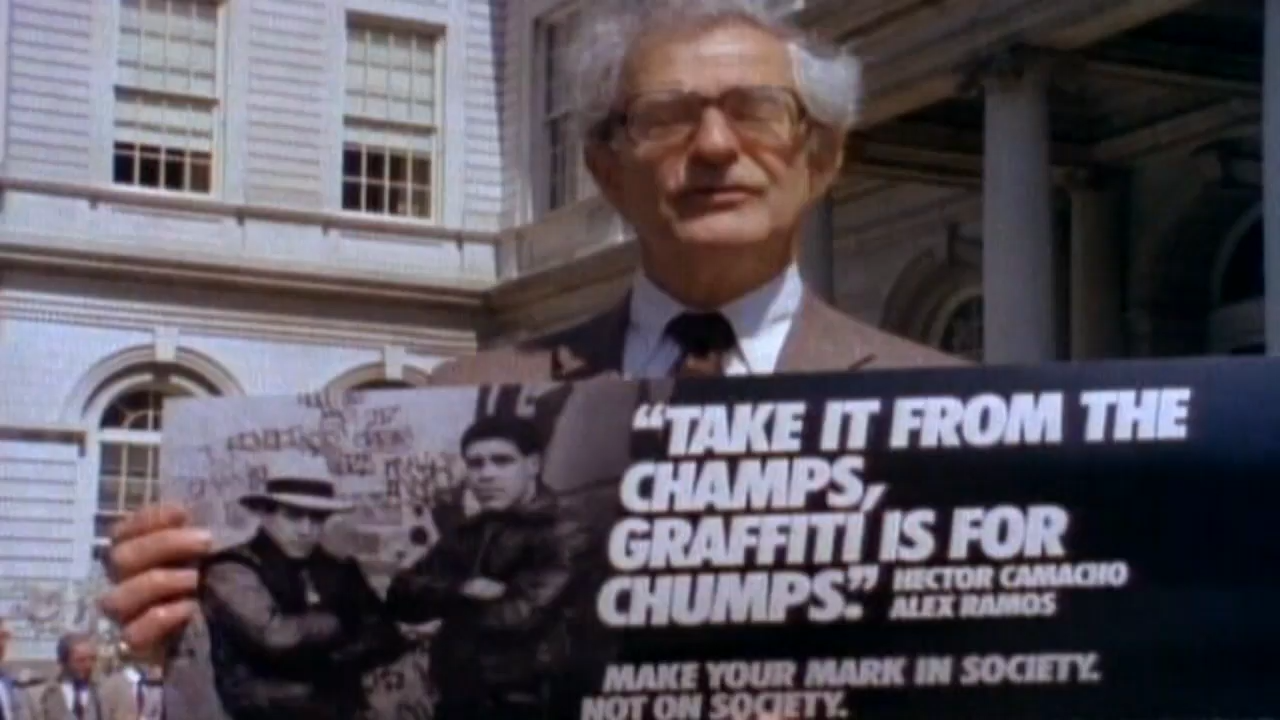 “TAKE IT FROM THE
CHAMPS,
GRAFFITI IS FOR
CHUMPS.” HECTOR CAMACHO
ALEX RAMOS
MAKE YOUR MARK IN SOCIETY.
NOT ON SOCIETY.